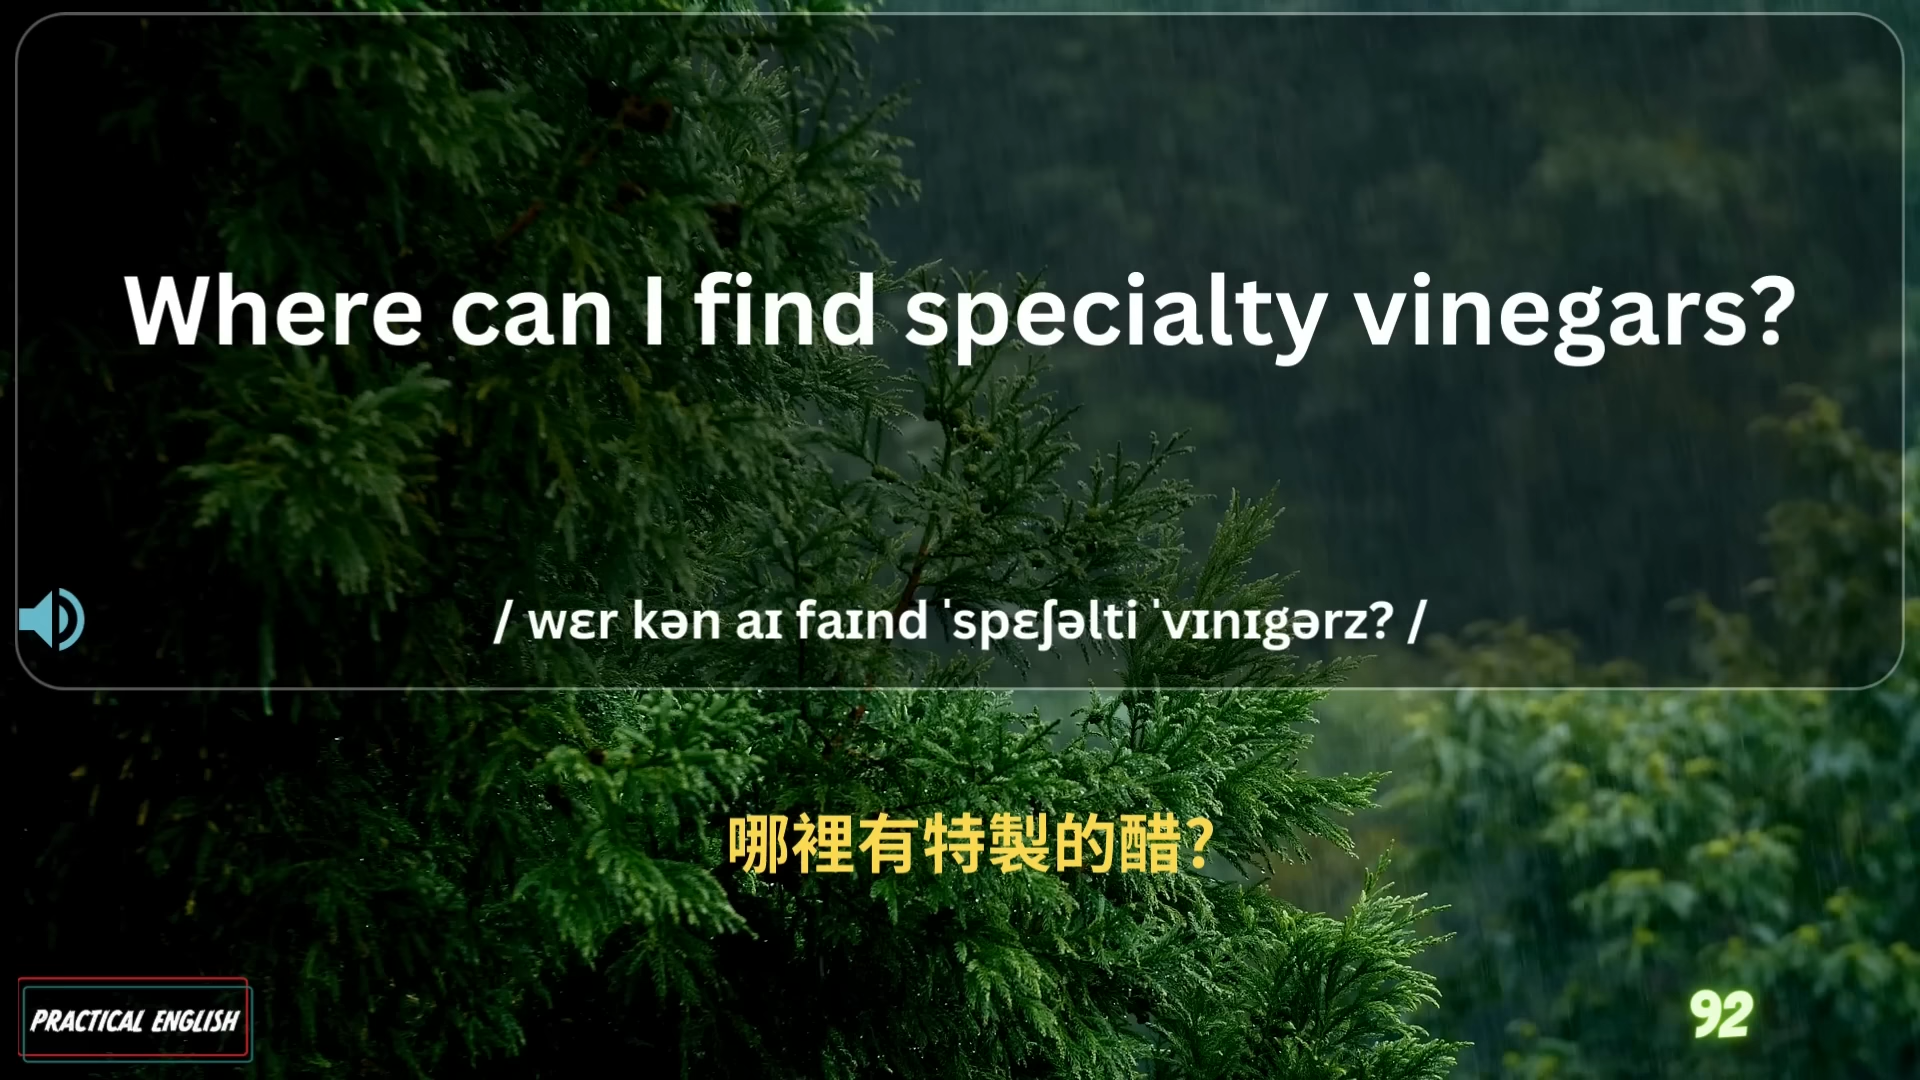 Where can I find specialty vinegars?
/ wɛr kən aɪ faɪnd ˈspɛʃəlti ˈvɪnɪgərz? /
哪裡有特製的醋?
PRACTICAL ENGLISH
92